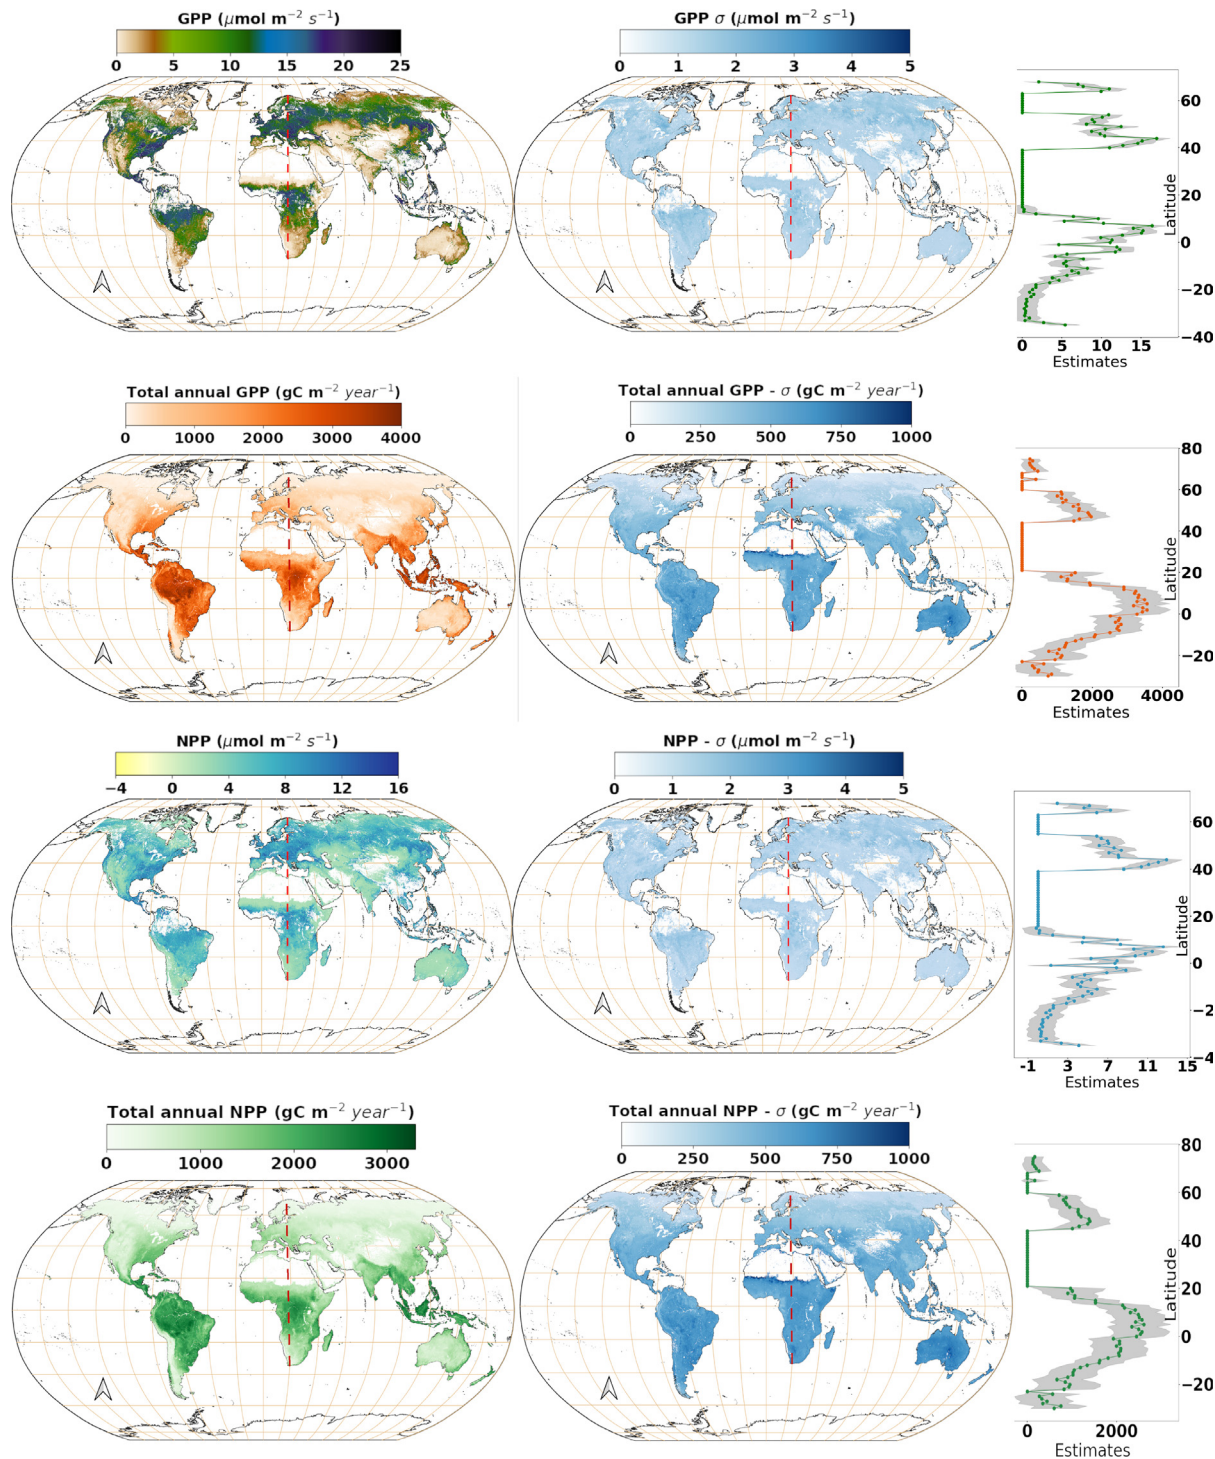 GPP (μmol m⁻² s⁻¹)
0 5 10 15 20 25
GPP σ (μmol m⁻² s⁻¹)
0 1 2 3 4 5
60
40
20
0
−20
−40
Latitude
0 5 10 15
Estimates
Total annual GPP (gC m⁻² year⁻¹)
0 1000 2000 3000 4000
Total annual GPP - σ (gC m⁻² year⁻¹)
0 250 500 750 1000
80
60
40
20
0
−20
Latitude
0 2000 4000
Estimates
NPP (μmol m⁻² s⁻¹)
−4 0 4 8 12 16
NPP - σ (μmol m⁻² s⁻¹)
0 1 2 3 4 5
60
40
20
0
−2
−4
Latitude
-1 3 7 11 15
Estimates
Total annual NPP (gC m⁻² year⁻¹)
0 1000 2000 3000
Total annual NPP - σ (gC m⁻² year⁻¹)
0 250 500 750 1000
80
60
40
20
0
−20
Latitude
0 2000
Estimates